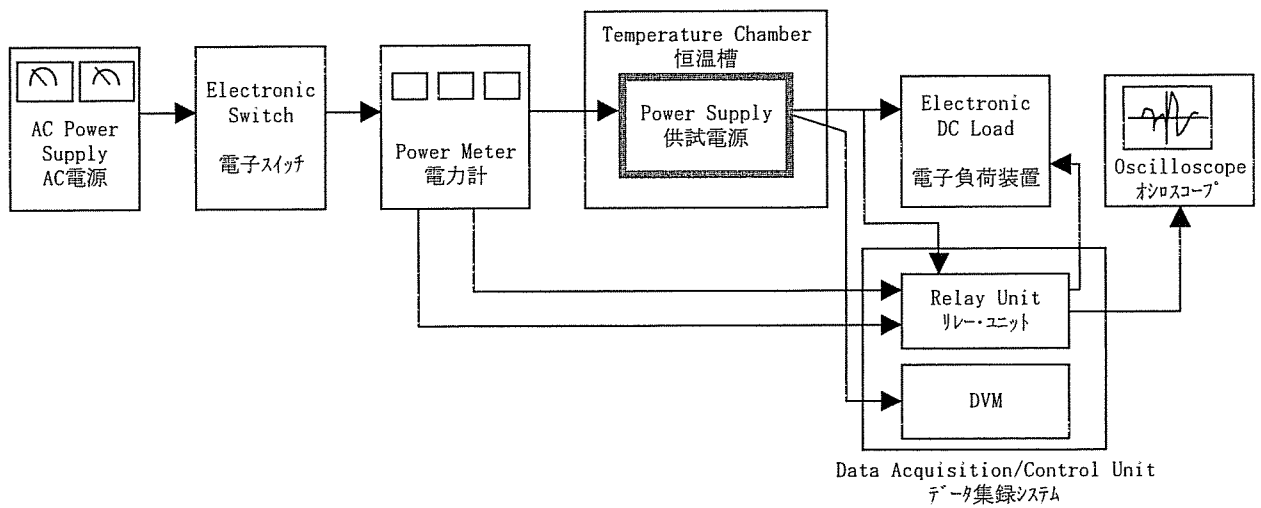 AC Power
Supply
AC電源
Electronic
Switch
電子スイッチ
Power Meter
電力計
Temperature Chamber
恒温槽
Power Supply
供試電源
Electronic
DC Load
電子負荷装置
Oscilloscope
オシロスコープ
Relay Unit
リレー・ユニット
DVM
Data Acquisition/Control Unit
データ集録システム